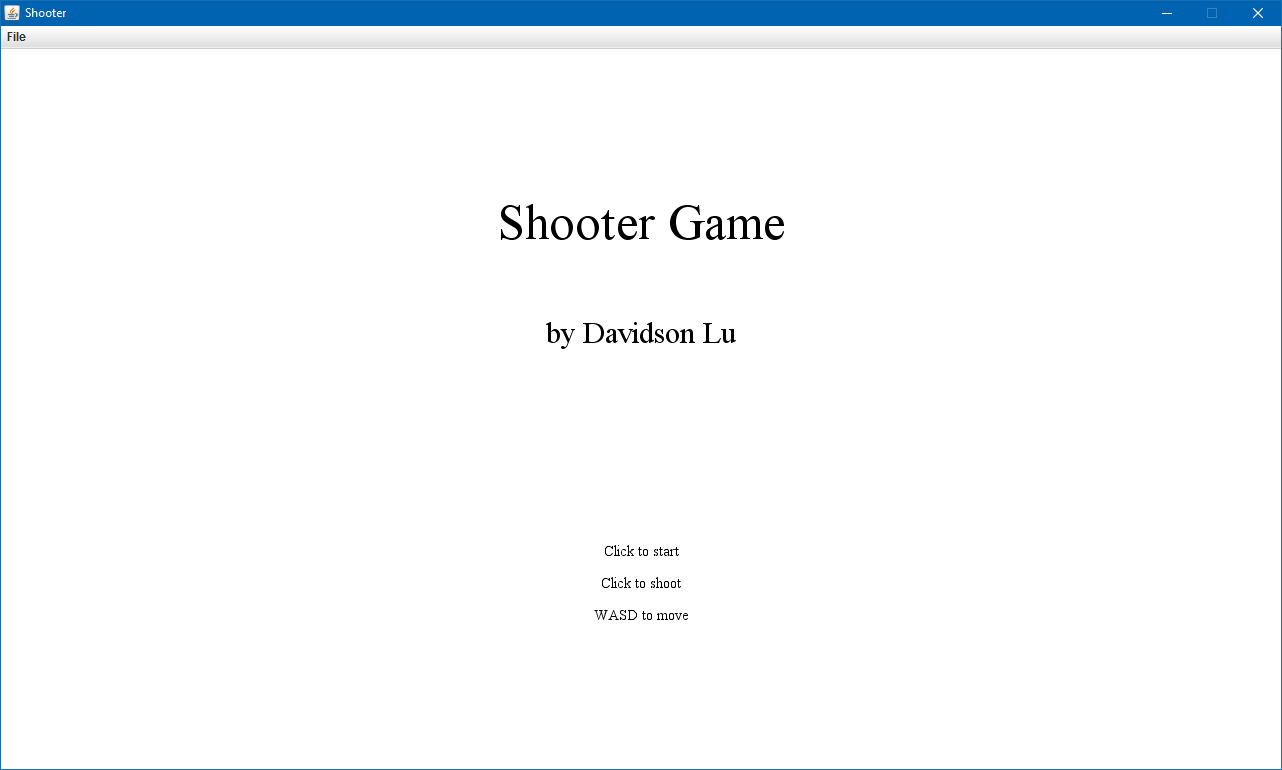 Shooter
File
Shooter Game
by Davidson Lu
Click to start
Click to shoot
WASD to move